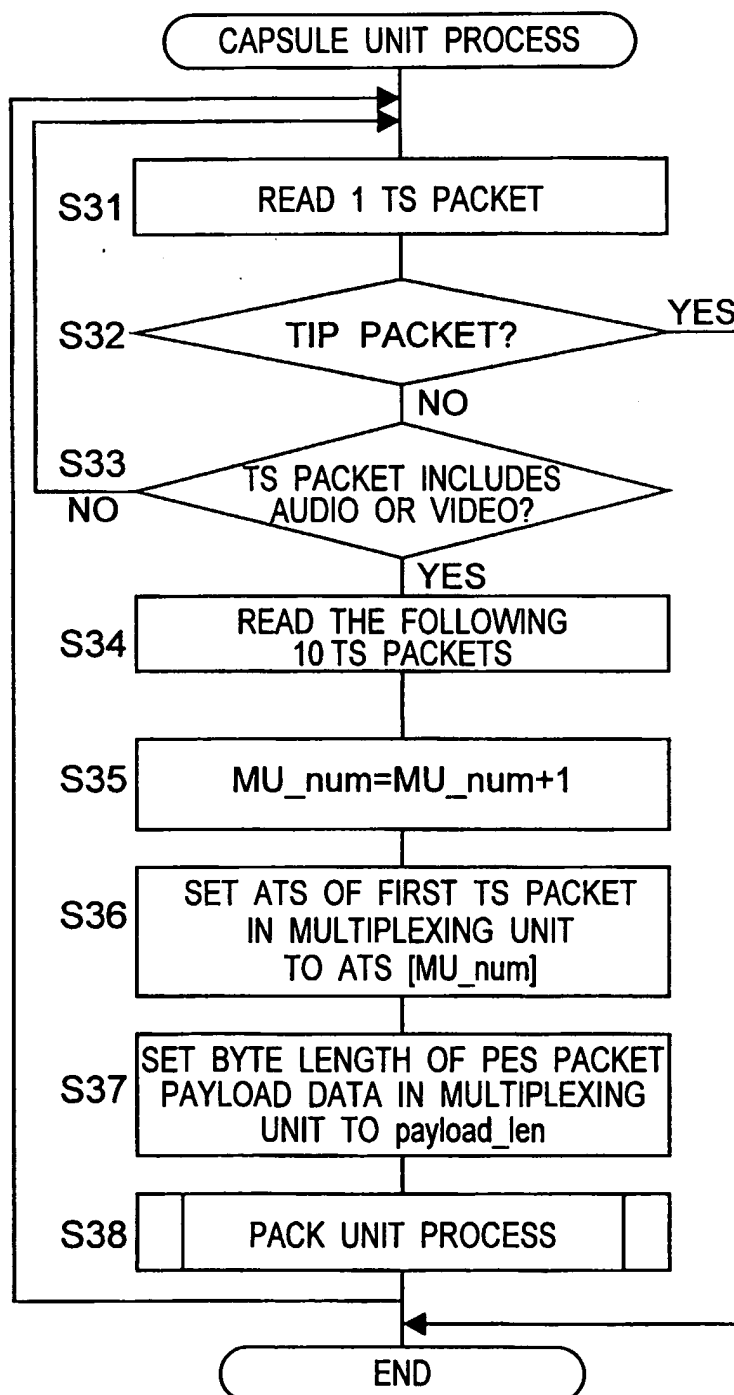 CAPSULE UNIT PROCESS
S31
READ 1 TS PACKET
S32
TIP PACKET?
YES
NO
S33
TS PACKET INCLUDES
AUDIO OR VIDEO?
NO
YES
S34
READ THE FOLLOWING
10 TS PACKETS
S35
MU_num=MU_num+1
S36
SET ATS OF FIRST TS PACKET
IN MULTIPLEXING UNIT
TO ATS [MU_num]
S37
SET BYTE LENGTH OF PES PACKET
PAYLOAD DATA IN MULTIPLEXING
UNIT TO payload_len
S38
PACK UNIT PROCESS
END